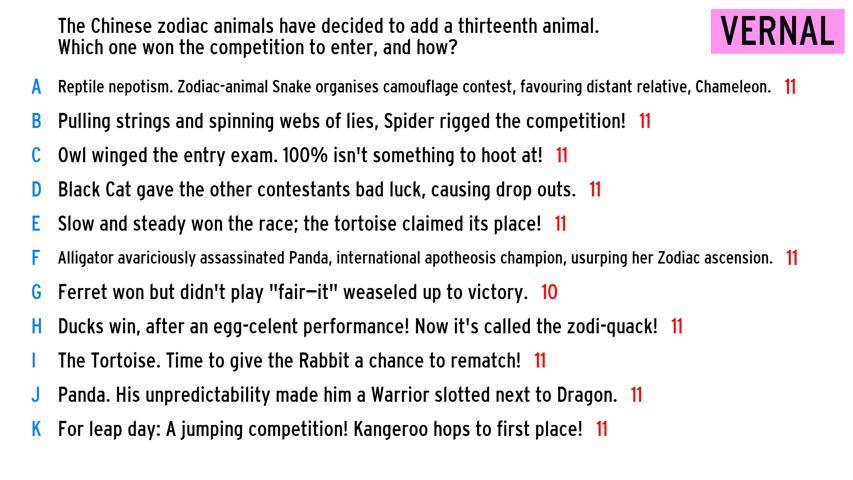 The Chinese zodiac animals have decided to add a thirteenth animal.
Which one won the competition to enter, and how?
VERNAL
A Reptile nepotism. Zodiac-animal Snake organises camouflage contest, favouring distant relative, Chameleon. 11
B Pulling strings and spinning webs of lies, Spider rigged the competition! 11
C Owl winged the entry exam. 100% isn't something to hoot at! 11
D Black Cat gave the other contestants bad luck, causing drop outs. 11
E Slow and steady won the race; the tortoise claimed its place! 11
F Alligator avariciously assassinated Panda, international apotheosis champion, usurping her Zodiac ascension. 11
G Ferret won but didn't play "fair—it" weaseled up to victory. 10
H Ducks win, after an egg-celent performance! Now it's called the zodi-quack! 11
I The Tortoise. Time to give the Rabbit a chance to rematch! 11
J Panda. His unpredictability made him a Warrior slotted next to Dragon. 11
K For leap day: A jumping competition! Kangeroo hops to first place! 11